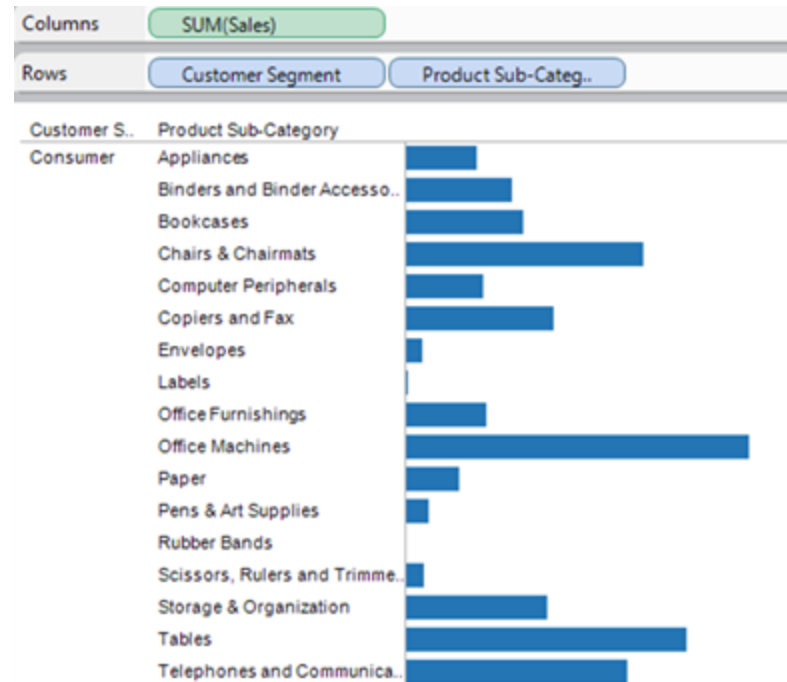 Columns SUM(Sales)
Rows Customer Segment Product Sub-Categ..
Customer S.. Product Sub-Category
Consumer Appliances
Binders and Binder Accesso..
Bookcases
Chairs & Chairmats
Computer Peripherals
Copiers and Fax
Envelopes
Labels
Office Furnishings
Office Machines
Paper
Pens & Art Supplies
Rubber Bands
Scissors, Rulers and Trimme..
Storage & Organization
Tables
Telephones and Communica..